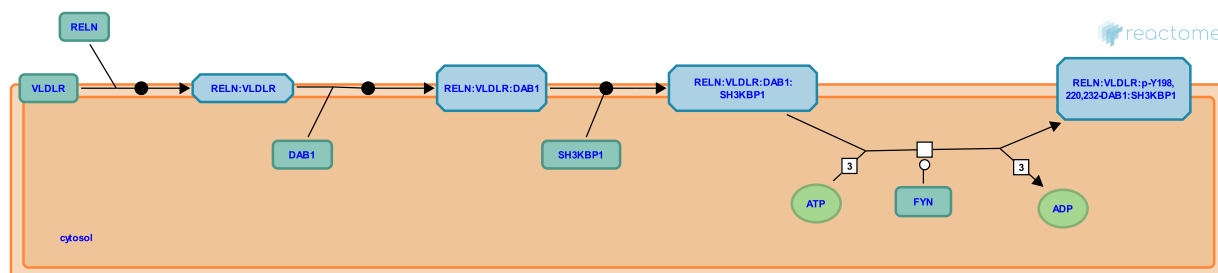 RELN
reactome
VLDLR
RELN:VLDLR
RELN:VLDLR:DAB1
RELN:VLDLR:DAB1:
SH3KBP1
RELN:VLDLR:p-Y198,
220,232-DAB1:SH3KBP1
DAB1
SH3KBP1
3
3
ATP
FYN
ADP
cytosol